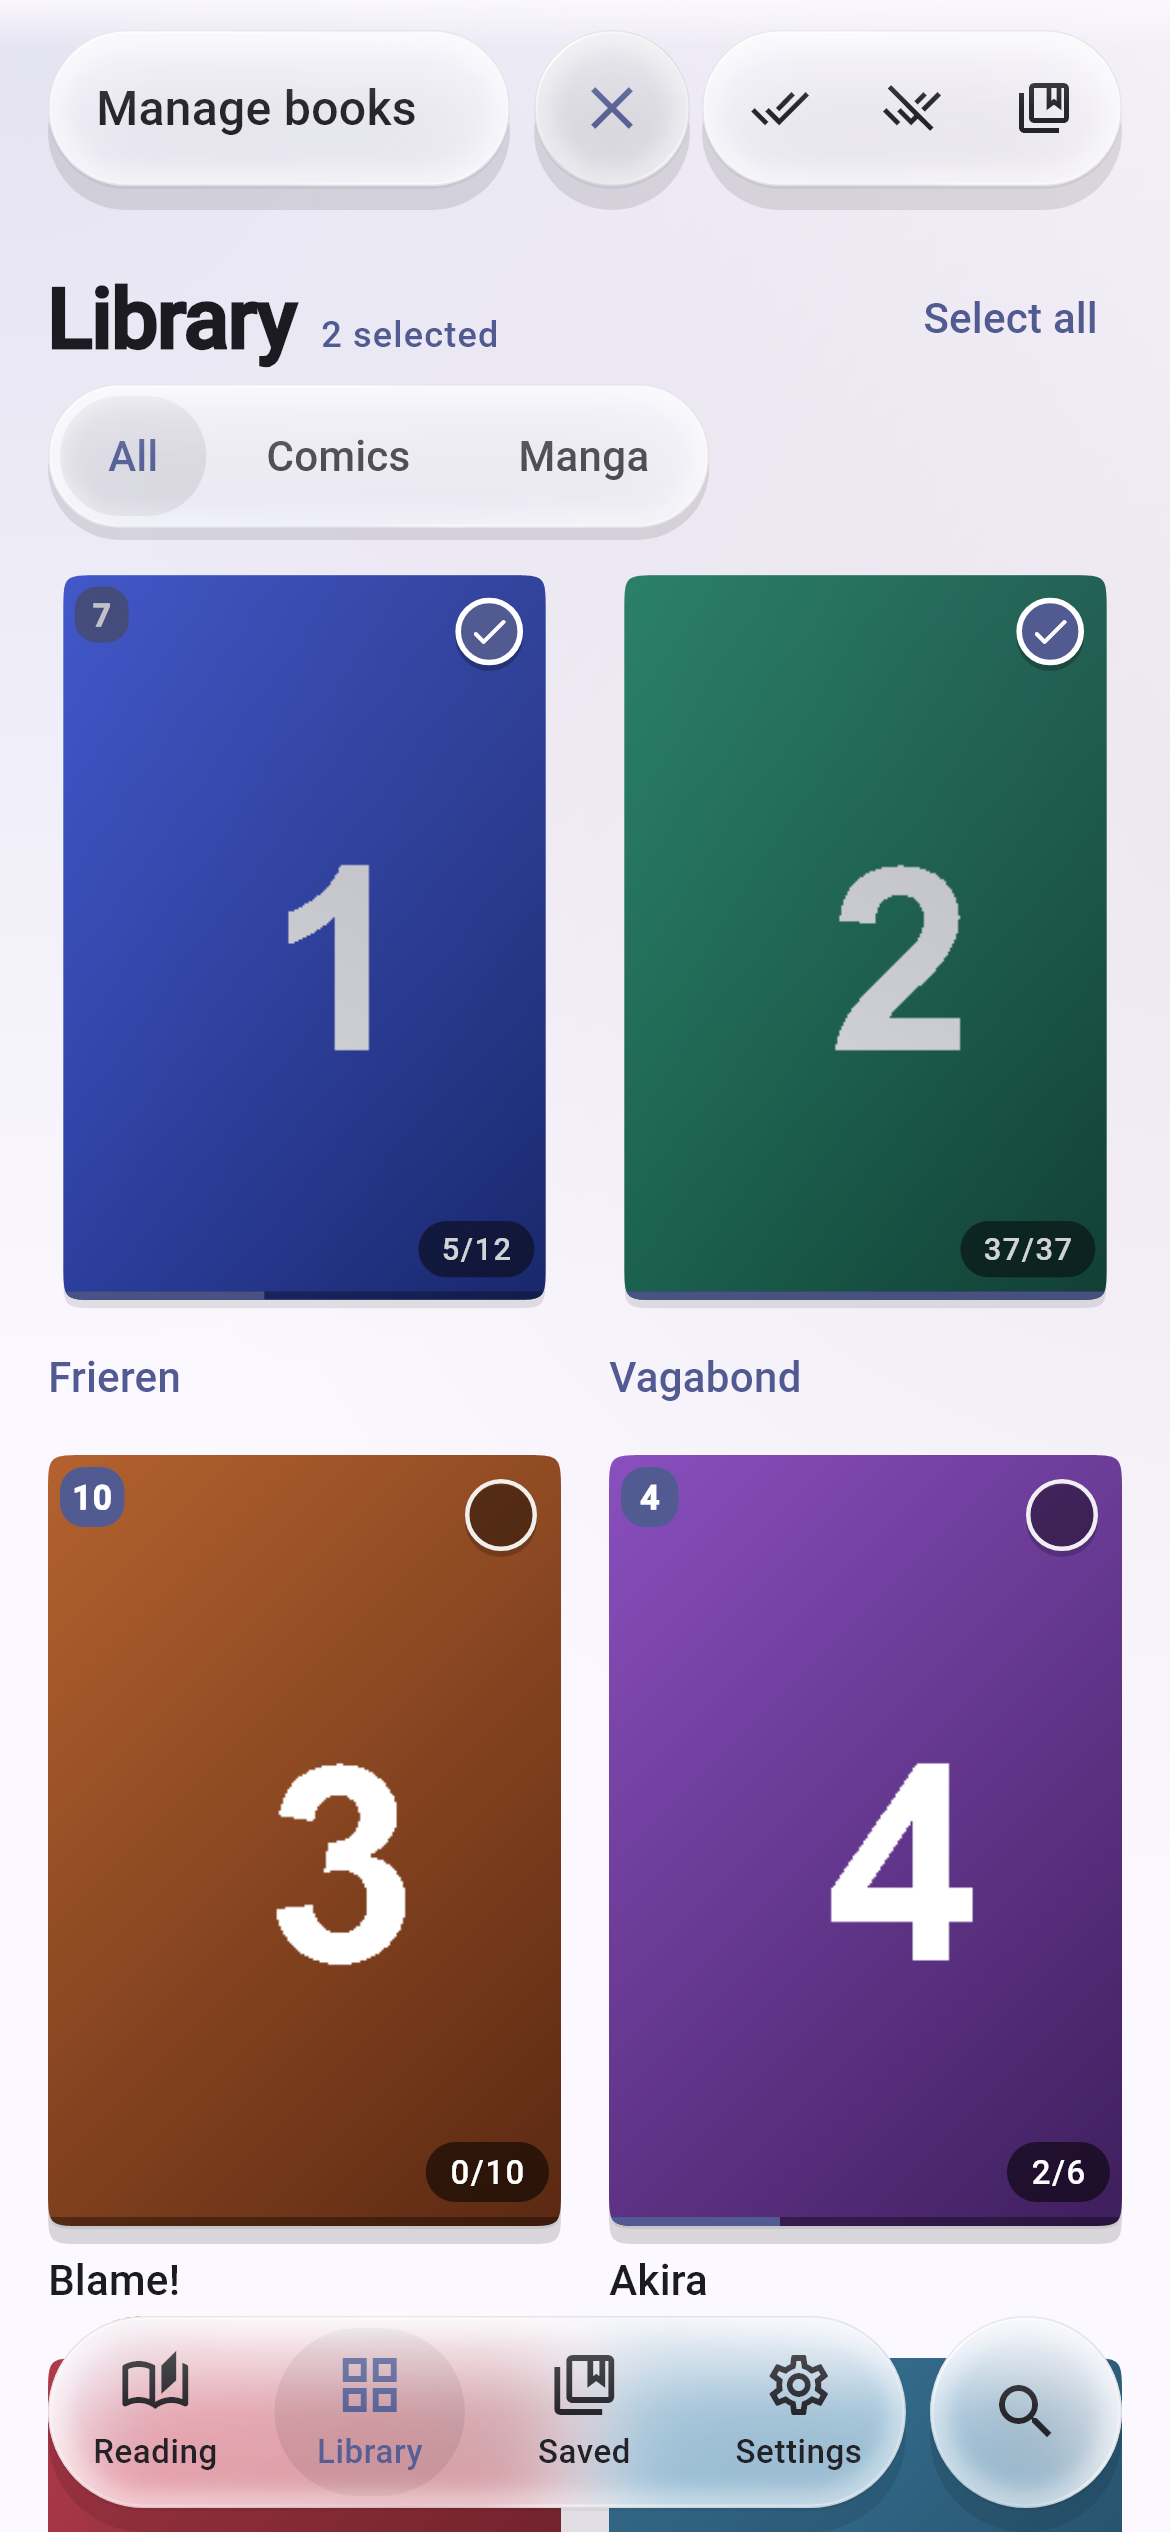 Manage books
Library 2 selected Select all
All Comics Manga
7
1
5/12
2
37/37
Frieren Vagabond
10
3
0/10
4
4
2/6
Blame! Akira
Reading Library Saved Settings